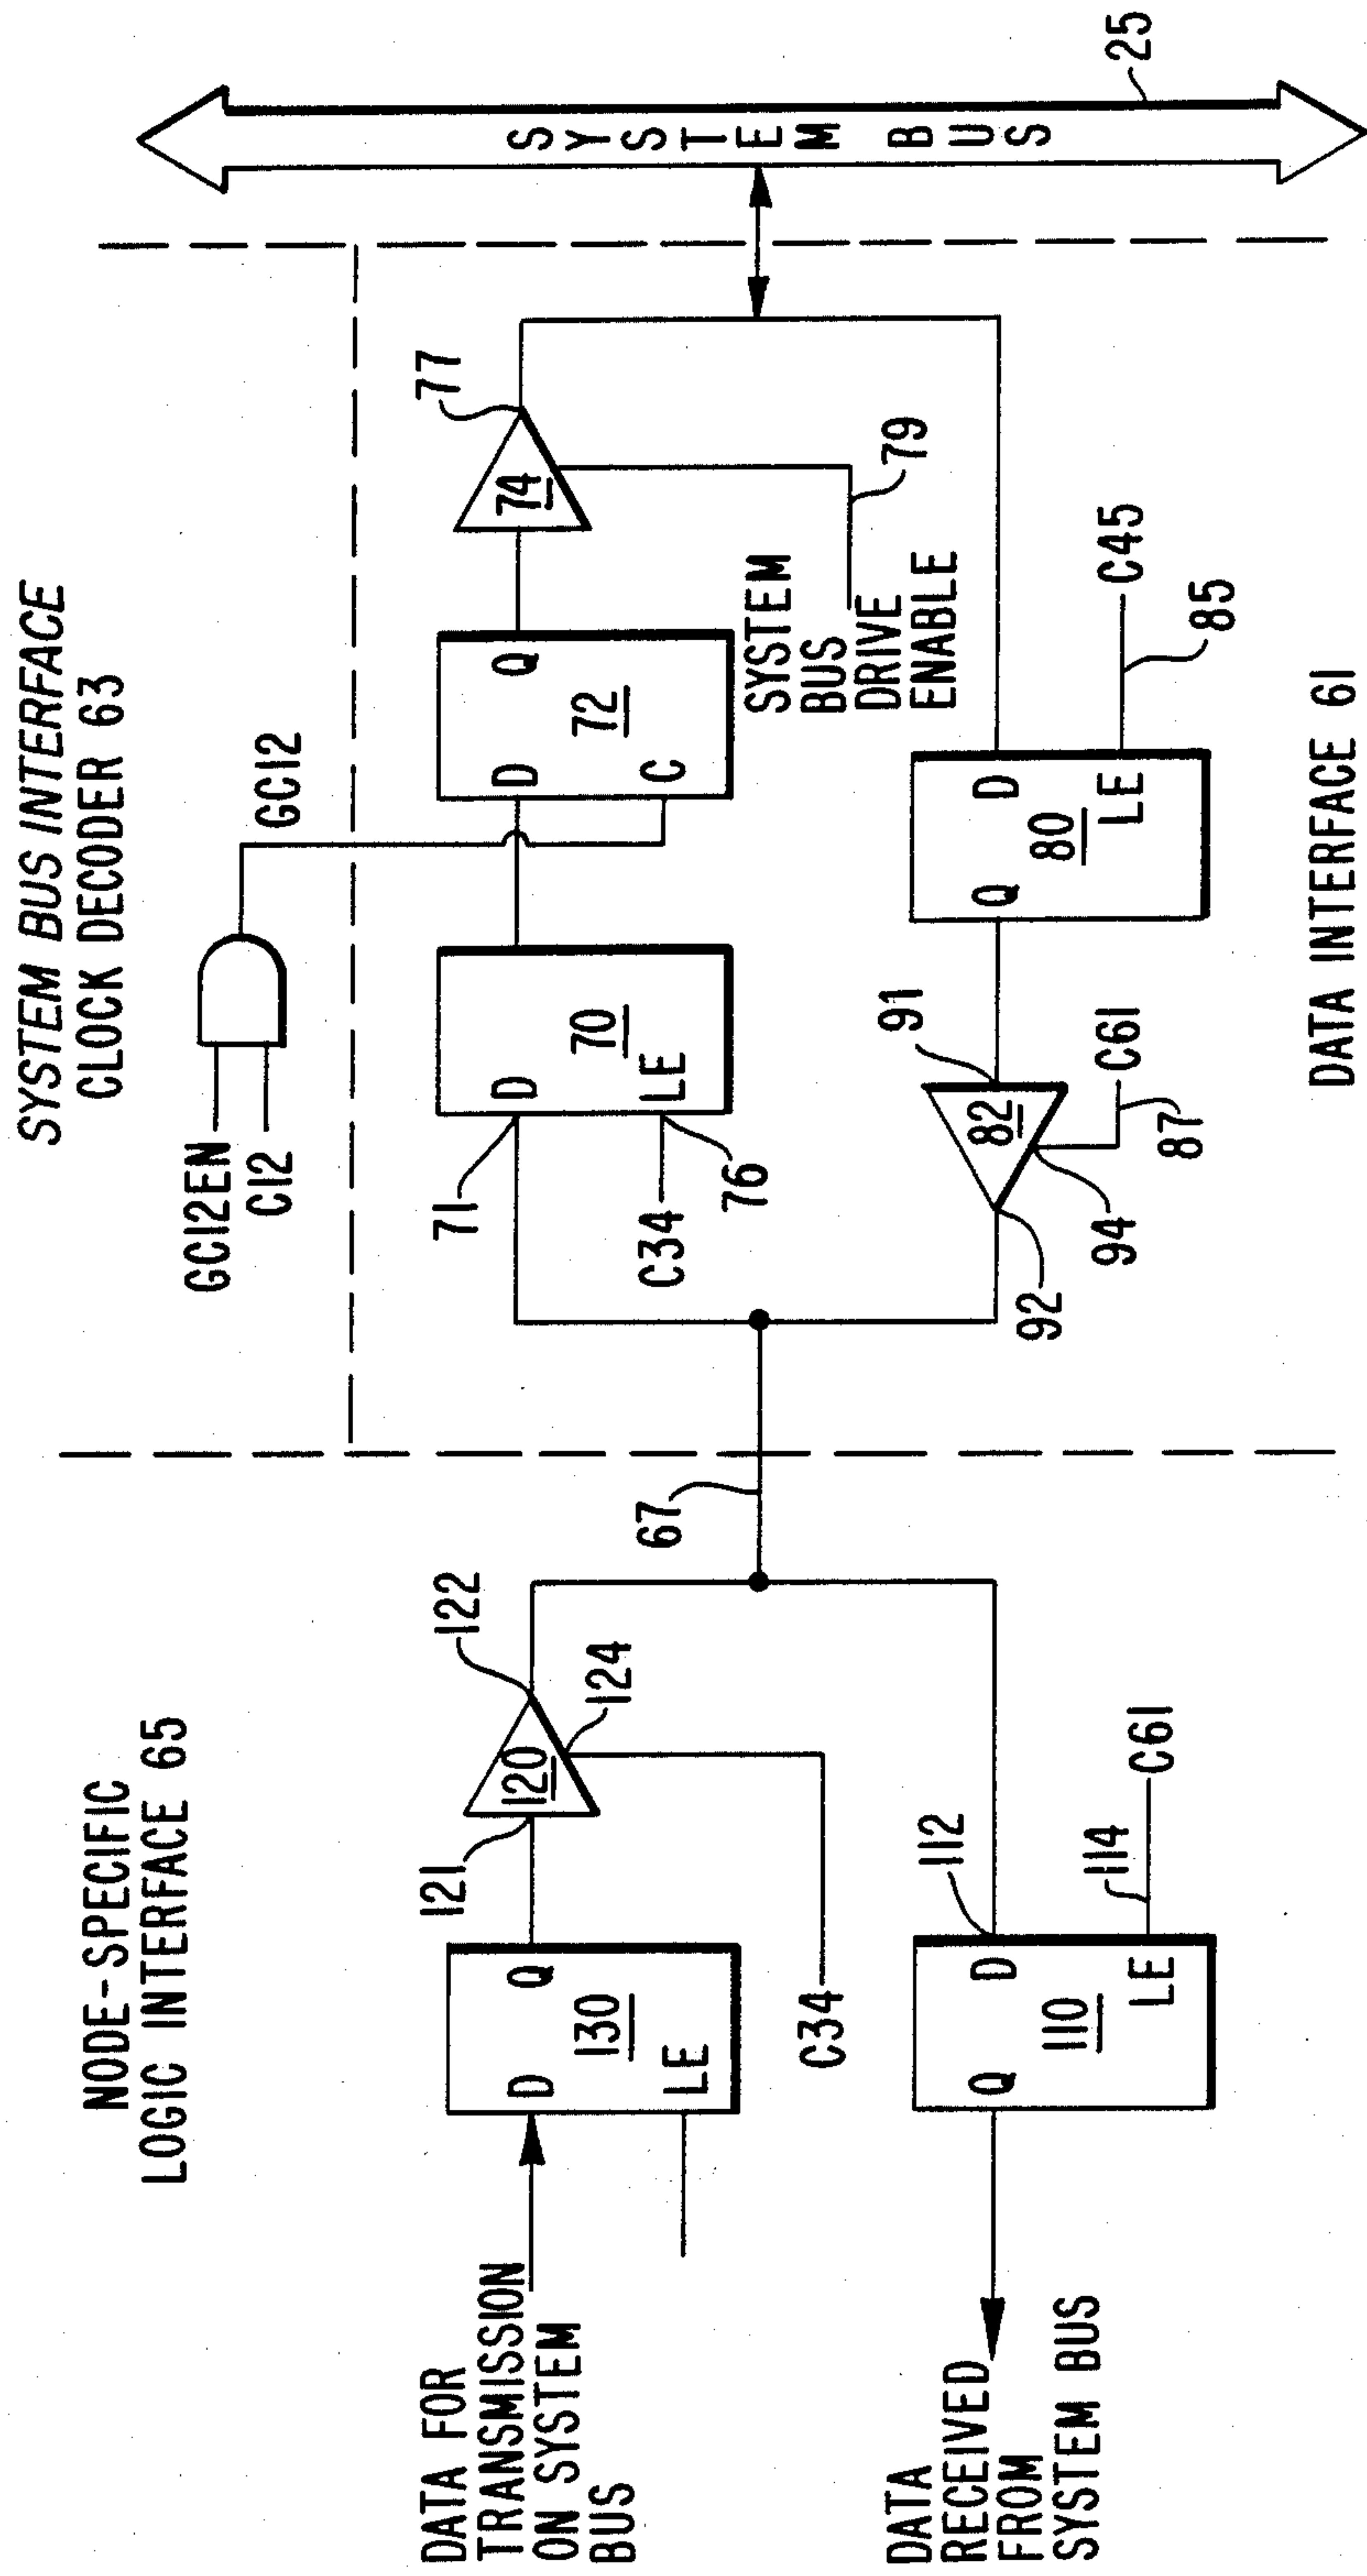 NODE-SPECIFIC
LOGIC INTERFACE 65
SYSTEM BUS INTERFACE
CLOCK DECODER 63
GC12EN
C12
GC12
DATA FOR
TRANSMISSION
ON SYSTEM
BUS
D
Q
130
LE
121
120
122
124
C34
67
71
D
70
LE
C34
76
D
Q
72
C
74
77
SYSTEM
BUS
DRIVE
ENABLE
79
SYSTEM BUS
25
DATA
RECEIVED
FROM
SYSTEM BUS
Q
D
110
LE
112
114
C61
92
82
91
94
C61
87
Q
D
80
LE
C45
85
DATA INTERFACE 61